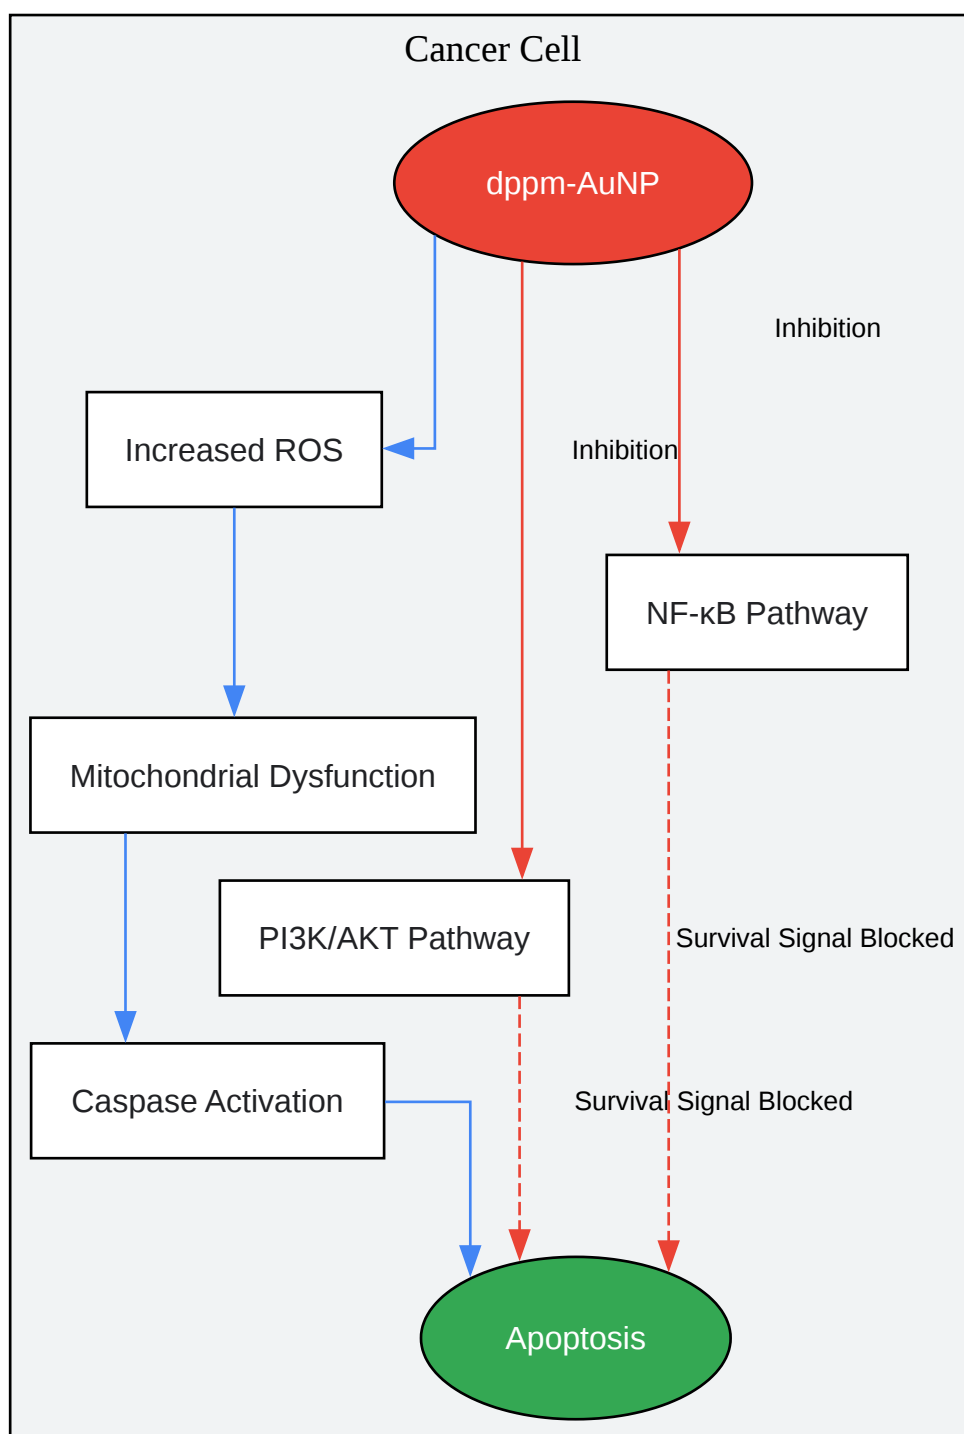 Cancer Cell
dppm-AuNP
Inhibition
Increased ROS
Inhibition
NF-κB Pathway
Mitochondrial Dysfunction
PI3K/AKT Pathway
Survival Signal Blocked
Caspase Activation
Survival Signal Blocked
Apoptosis